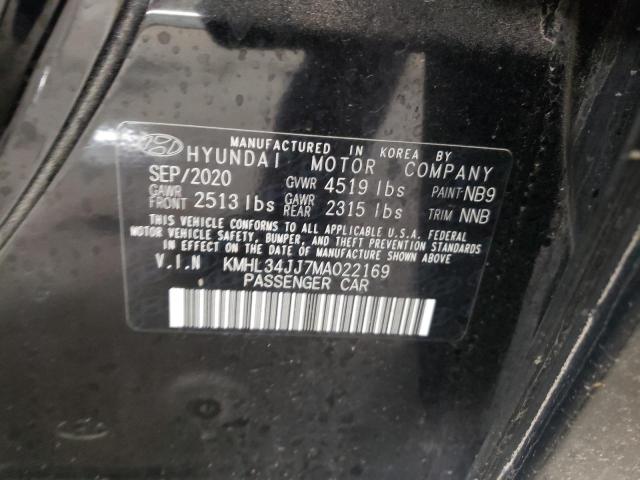 MANUFACTURED IN KOREA BY
HYUNDAI MOTOR COMPANY
SEP/2020 GVWR 4519 lbs PAINT NB9
GAWR FRONT 2513 lbs GAWR REAR 2315 lbs TRIM NNB
THIS VEHICLE CONFORMS TO ALL APPLICABLE U.S.A. FEDERAL
MOTOR VEHICLE SAFETY, BUMPER, AND THEFT PREVENTION STANDARDS
IN EFFECT ON THE DATE OF MANUFACTURE SHOWN ABOVE.
V.I.N KMHL34JJ7MA022169
PASSENGER CAR